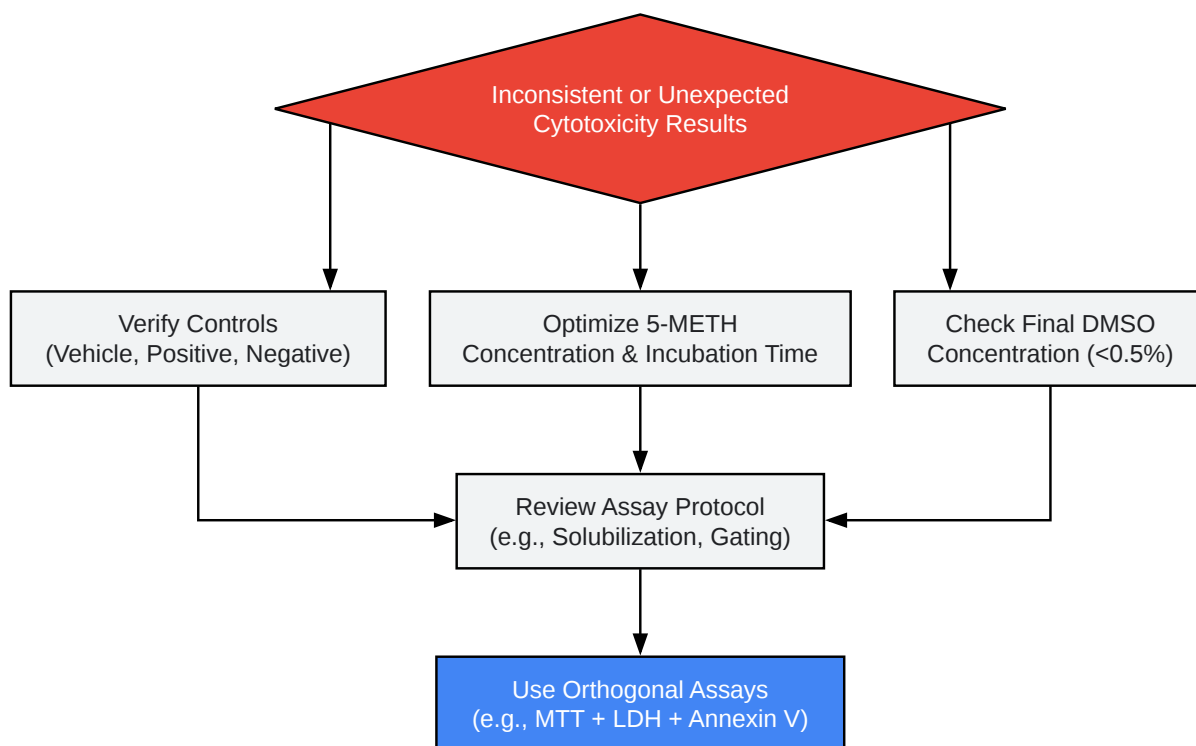 Inconsistent or Unexpected
Cytotoxicity Results
Verify Controls
(Vehicle, Positive, Negative)
Optimize 5-METH
Concentration & Incubation Time
Check Final DMSO
Concentration (<0.5%)
Review Assay Protocol
(e.g., Solubilization, Gating)
Use Orthogonal Assays
(e.g., MTT + LDH + Annexin V)